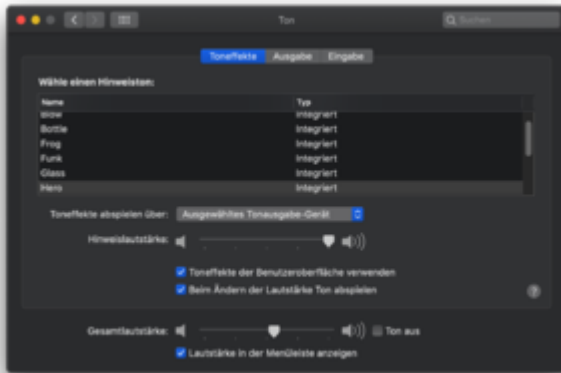 Ton
Suchen
Toneffekte Ausgabe Eingabe
Wähle einen Hinweiston:
Name Typ
Blow Integriert
Bottle Integriert
Frog Integriert
Funk Integriert
Glass Integriert
Hero Integriert
Toneffekte abspielen über: Ausgewähltes Tonausgabe-Gerät
Hinweislautstärke:
Toneffekte der Benutzeroberfläche verwenden
Beim Ändern der Lautstärke Ton abspielen
?
Gesamtlautstärke: Ton aus
Lautstärke in der Menüleiste anzeigen